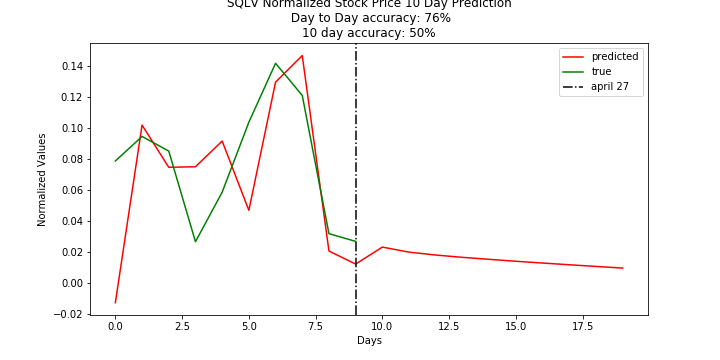 SQLV Normalized Stock Price 10 Day Prediction
Day to Day accuracy: 76%
10 day accuracy: 50%
predicted
true
april 27
0.14
0.12
0.10
0.08
0.06
0.04
0.02
0.00
−0.02
Normalized Values
0.0 2.5 5.0 7.5 10.0 12.5 15.0 17.5
Days